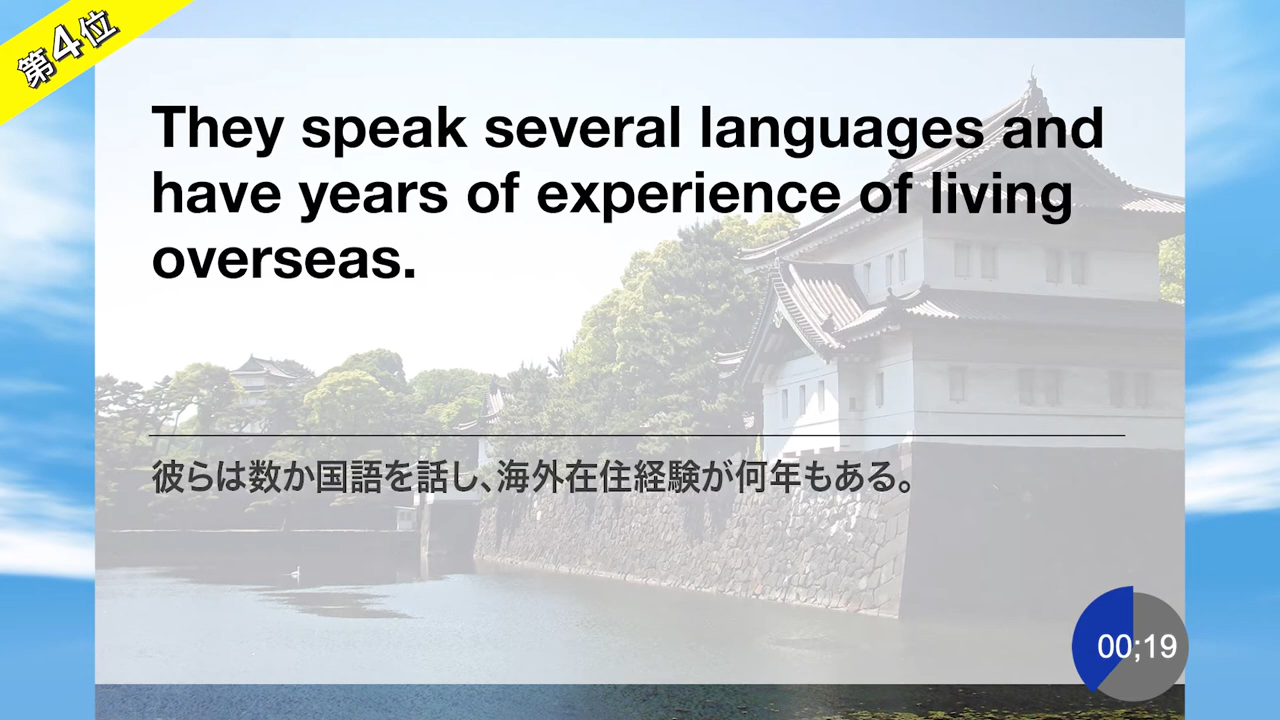 第4位
They speak several languages and
have years of experience of living
overseas.
彼らは数か国語を話し、海外在住経験が何年もある。
00;19